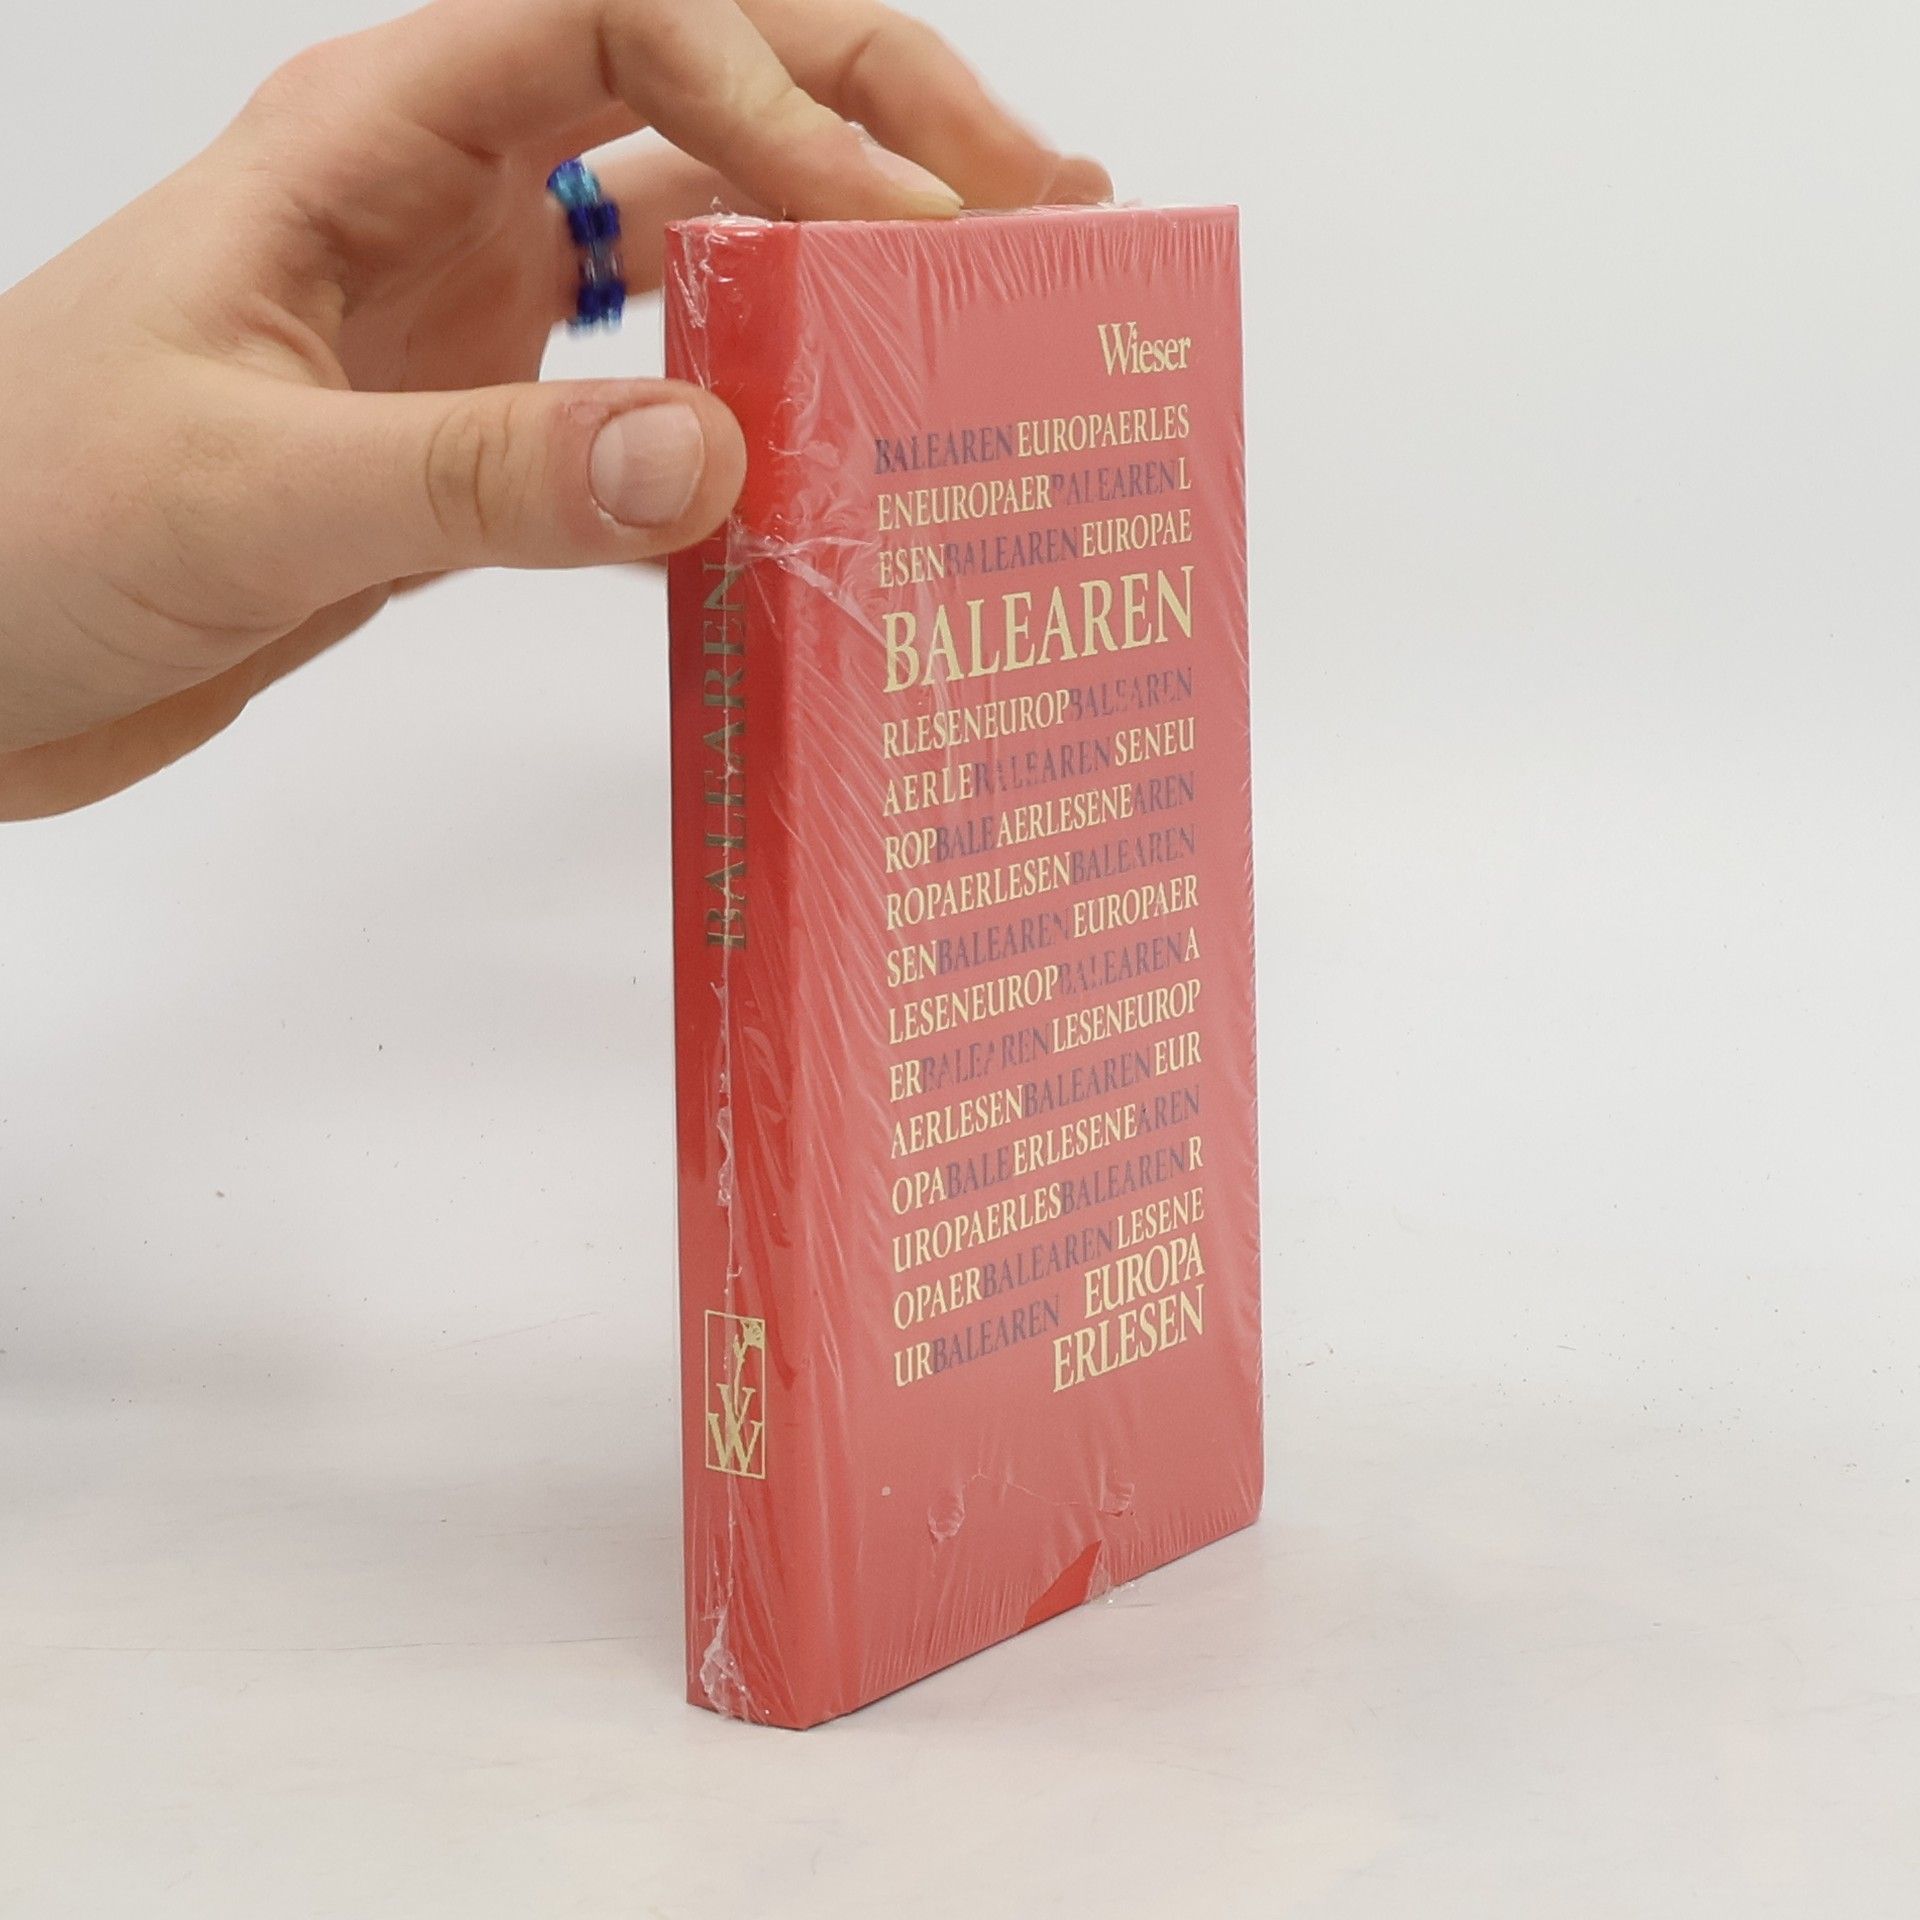 Wieser
BALEARENEUROPAERLES
ENEUROPAERBALEARENL
ESENBALEARENEUROPAE
BALEAREN
RLESENEUROPBALEAREN
AERLEBALEARENSENEU
ROPBALEAERLESENEAREN
ROPAERLESENBALEAREN
SENBALEARENEUROPAER
LESENEUROPBALEARENA
ERBALEARENLESENEUROP
AERLESENBALEARENEUR
OPABALEERLESENEAREN
UROPAERLESBALEARENR
OPAERBALEARENLESENE
URBALEAREN EUROPA
ERLESEN
BALEAREN
VW